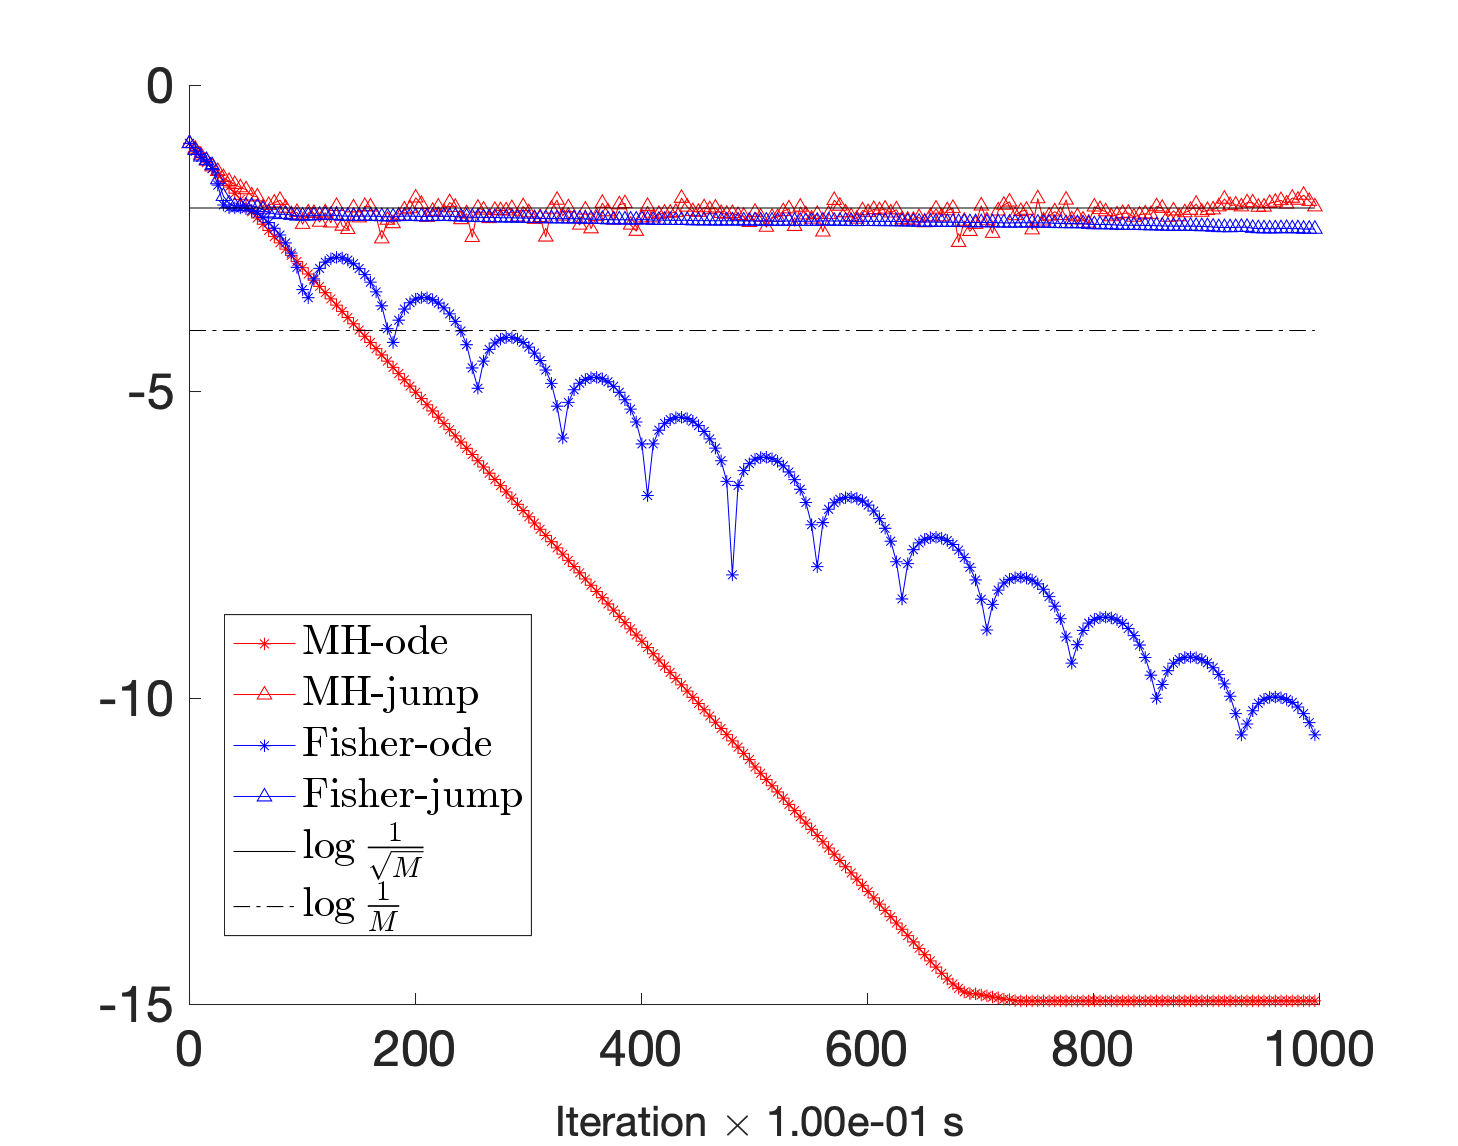 0
-5
-10
-15
0 200 400 600 800 1000
Iteration × 1.00e-01 s
MH-ode
MH-jump
Fisher-ode
Fisher-jump
log 1/√M
log 1/M